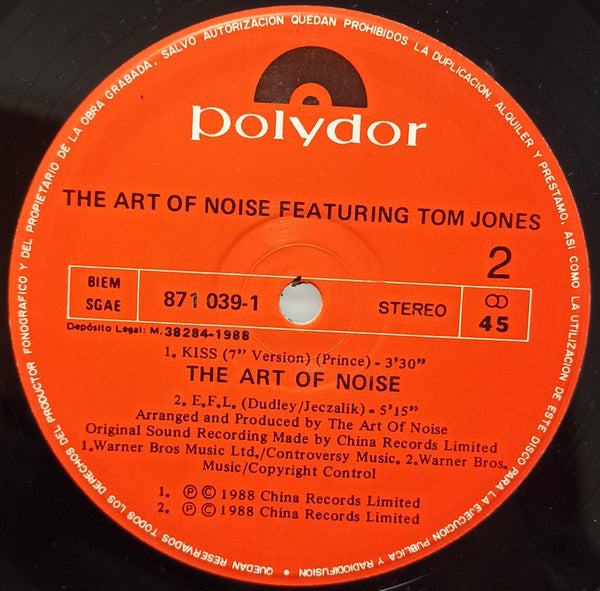 QUEDAN RESERVADOS TODOS LOS DERECHOS DEL PRODUCTOR FONOGRAFICO Y DEL PROPIETARIO DE LA OBRA GRABADA. SALVO AUTORIZACION QUEDAN PROHIBIDOS LA DUPLICACION, ALQUILER Y PRESTAMO, ASI COMO LA UTILIZACION DE ESTE DISCO PARA LA EJECUCION PUBLICA Y RADIODIFUSION
polydor
THE ART OF NOISE FEATURING TOM JONES
2
BIEM
SGAE
871 039-1
STEREO
45
Depósito Legal: M. 38284-1988
1. KISS (7" Version) (Prince) - 3'30"
THE ART OF NOISE
2. E.F.L. (Dudley/Jeczalik) - 5'15"
Arranged and Produced by The Art Of Noise
Original Sound Recording Made by China Records Limited
1.Warner Bros Music Ltd./Controversy Music. 2.Warner Bros.
Music/Copyright Control
1. ℗ © 1988 China Records Limited
2. ℗ © 1988 China Records Limited